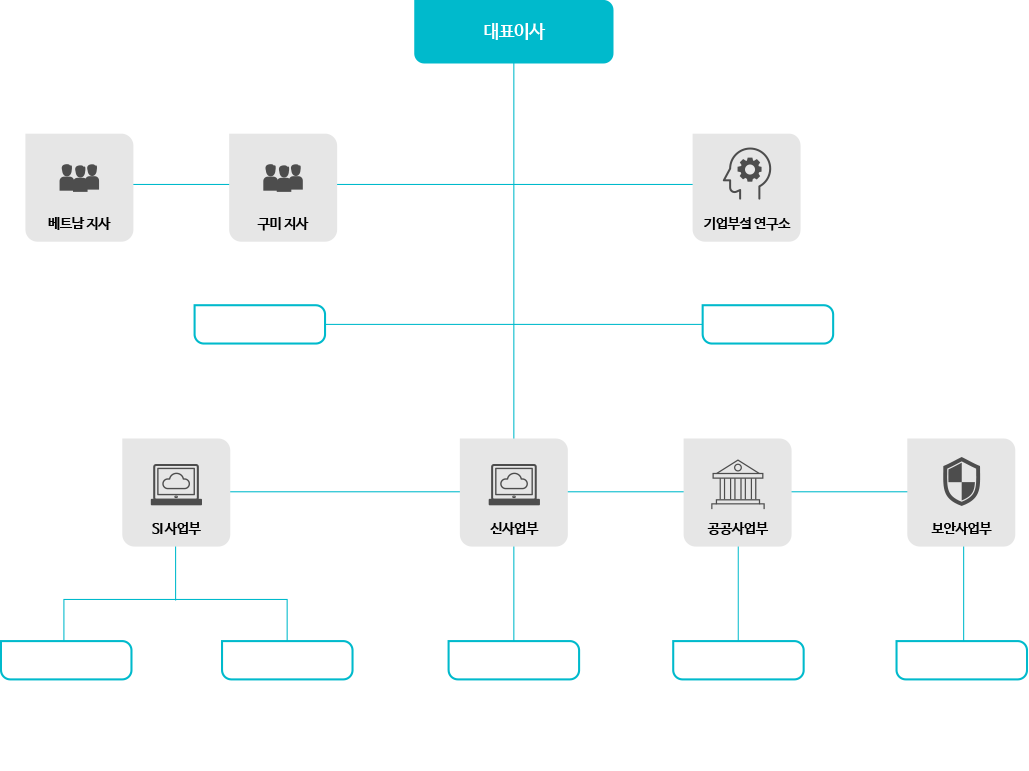 대표이사
베트남 지사
구미 지사
기업부설 연구소
SI 사업부
신사업부
공공사업부
보안사업부